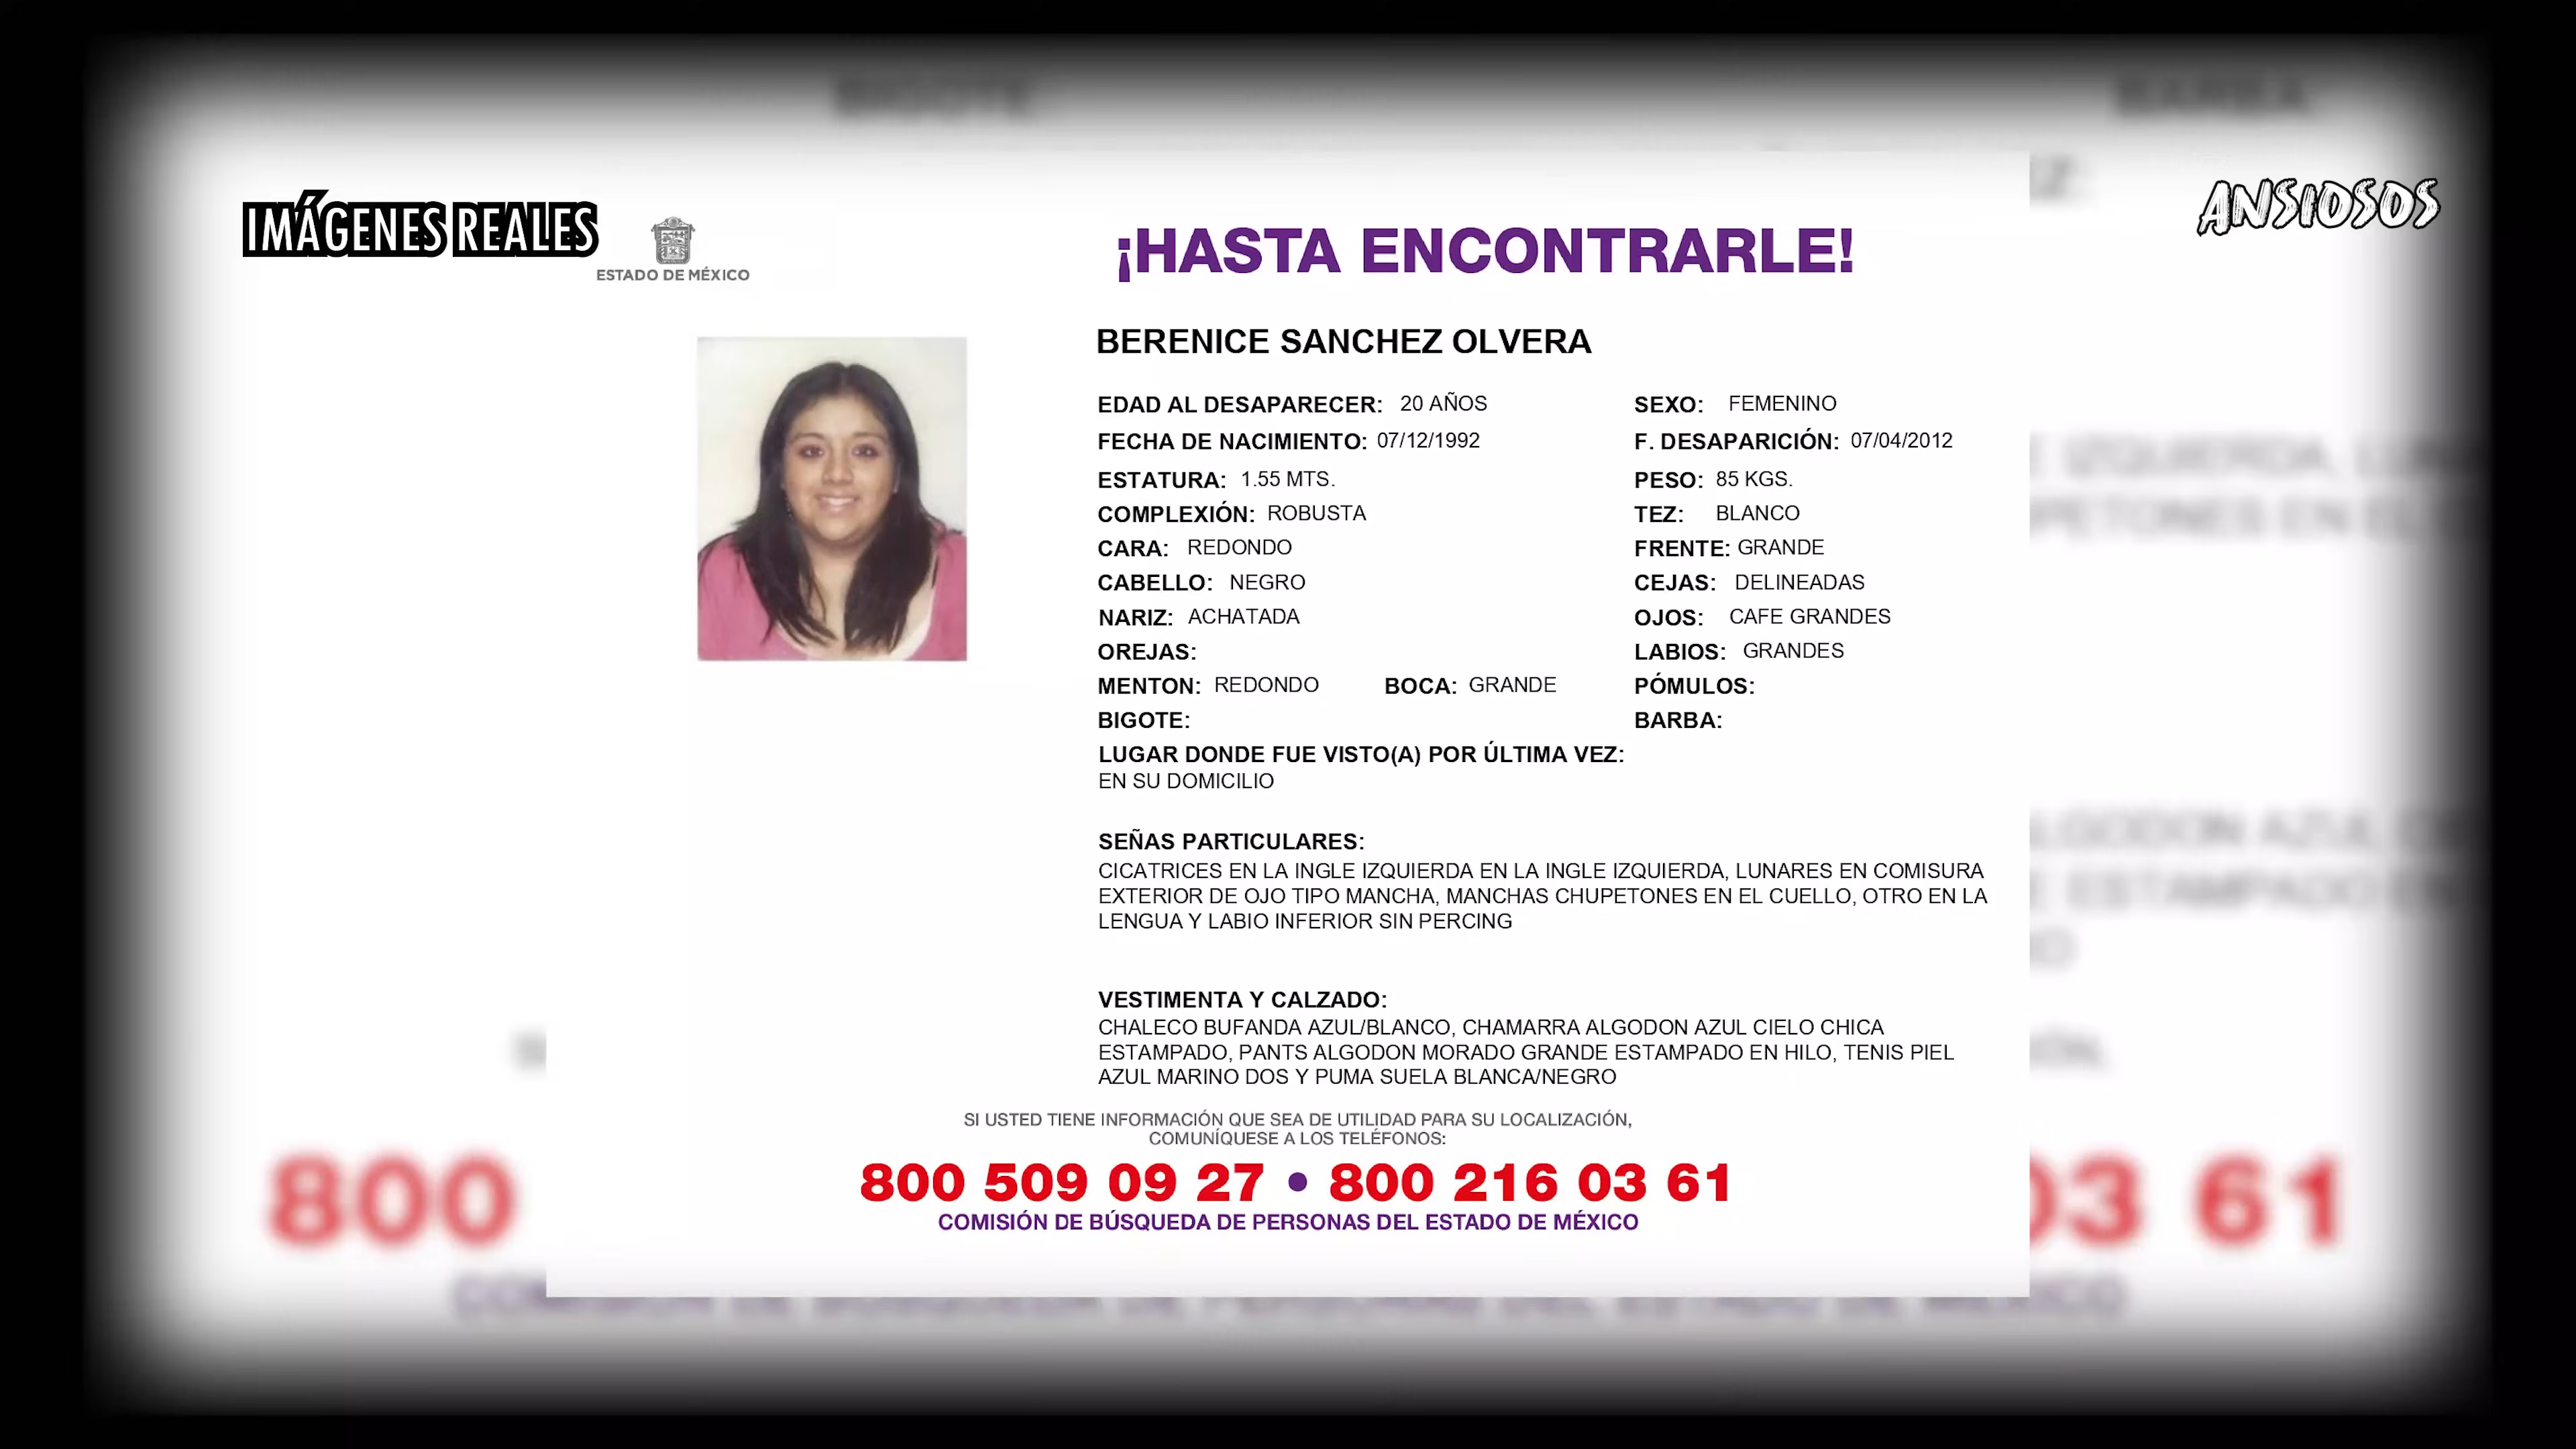 IMÁGENES REALES
ANSIOSOS
ESTADO DE MÉXICO
¡HASTA ENCONTRARLE!
BERENICE SANCHEZ OLVERA
EDAD AL DESAPARECER: 20 AÑOS SEXO: FEMENINO
FECHA DE NACIMIENTO: 07/12/1992 F. DESAPARICIÓN: 07/04/2012
ESTATURA: 1.55 MTS. PESO: 85 KGS.
COMPLEXIÓN: ROBUSTA TEZ: BLANCO
CARA: REDONDO FRENTE: GRANDE
CABELLO: NEGRO CEJAS: DELINEADAS
NARIZ: ACHATADA OJOS: CAFE GRANDES
OREJAS: LABIOS: GRANDES
MENTON: REDONDO BOCA: GRANDE PÓMULOS:
BIGOTE: BARBA:
LUGAR DONDE FUE VISTO(A) POR ÚLTIMA VEZ:
EN SU DOMICILIO
SEÑAS PARTICULARES:
CICATRICES EN LA INGLE IZQUIERDA EN LA INGLE IZQUIERDA, LUNARES EN COMISURA
EXTERIOR DE OJO TIPO MANCHA, MANCHAS CHUPETONES EN EL CUELLO, OTRO EN LA
LENGUA Y LABIO INFERIOR SIN PERCING
VESTIMENTA Y CALZADO:
CHALECO BUFANDA AZUL/BLANCO, CHAMARRA ALGODON AZUL CIELO CHICA
ESTAMPADO, PANTS ALGODON MORADO GRANDE ESTAMPADO EN HILO, TENIS PIEL
AZUL MARINO DOS Y PUMA SUELA BLANCA/NEGRO
SI USTED TIENE INFORMACIÓN QUE SEA DE UTILIDAD PARA SU LOCALIZACIÓN,
COMUNÍQUESE A LOS TELÉFONOS:
800 509 09 27 • 800 216 03 61
COMISIÓN DE BÚSQUEDA DE PERSONAS DEL ESTADO DE MÉXICO